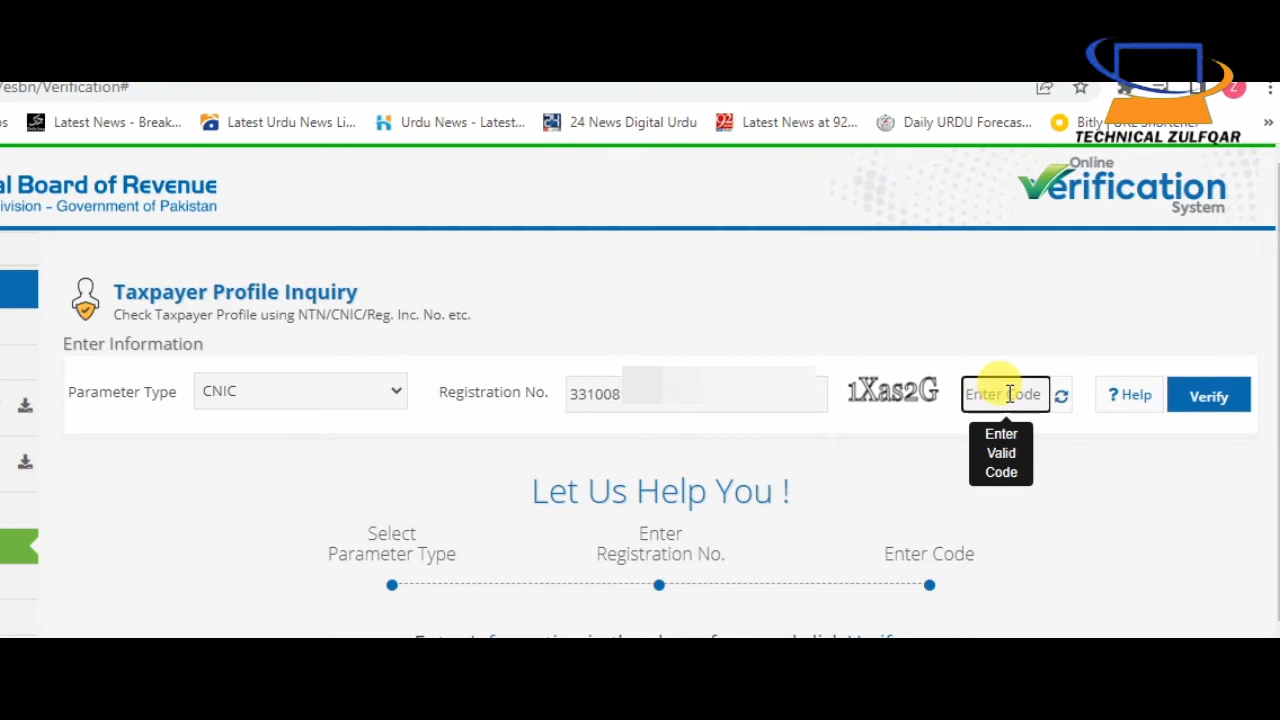 /esbn/Verification#
Latest News - Break... Latest Urdu News Li... Urdu News - Latest... 24 News Digital Urdu Latest News at 92... Daily URDU Forecas... »
TECHNICAL ZULFQAR
al Board of Revenue
ivision – Government of Pakistan
Online
Verification
System
Taxpayer Profile Inquiry
Check Taxpayer Profile using NTN/CNIC/Reg. Inc. No. etc.
Enter Information
Parameter Type CNIC Registration No. 331008 1Xas2G Enter Code ? Help Verify
Enter
Valid
Code
Let Us Help You !
Select
Parameter Type
Enter
Registration No.
Enter Code